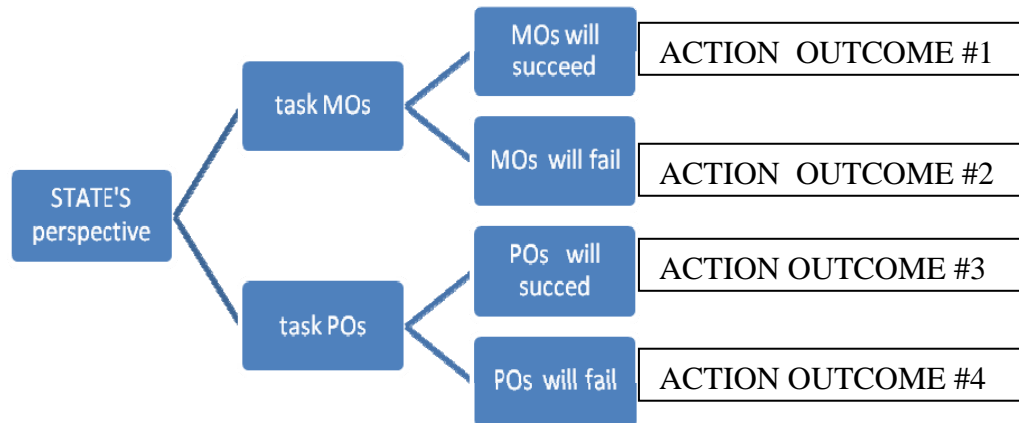 MOs will
succeed
ACTION OUTCOME #1
task MOs
MOs will fail
ACTION OUTCOME #2
STATE'S
perspective
POs will
succed
ACTION OUTCOME #3
task POs
POs will fail
ACTION OUTCOME #4